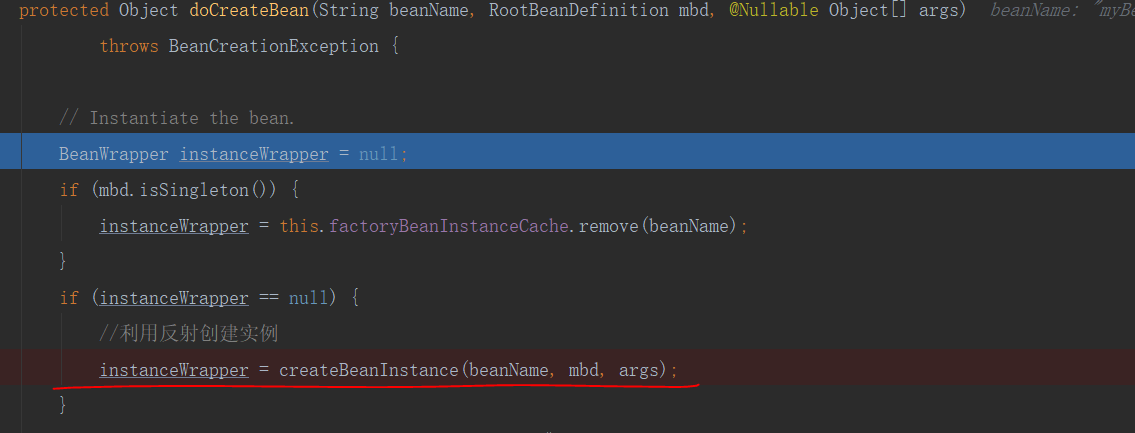 protected Object doCreateBean(String beanName, RootBeanDefinition mbd, @Nullable Object[] args) beanName: "myBe
throws BeanCreationException {
// Instantiate the bean.
BeanWrapper instanceWrapper = null;
if (mbd.isSingleton()) {
instanceWrapper = this.factoryBeanInstanceCache.remove(beanName);
}
if (instanceWrapper == null) {
//利用反射创建实例
instanceWrapper = createBeanInstance(beanName, mbd, args);
}